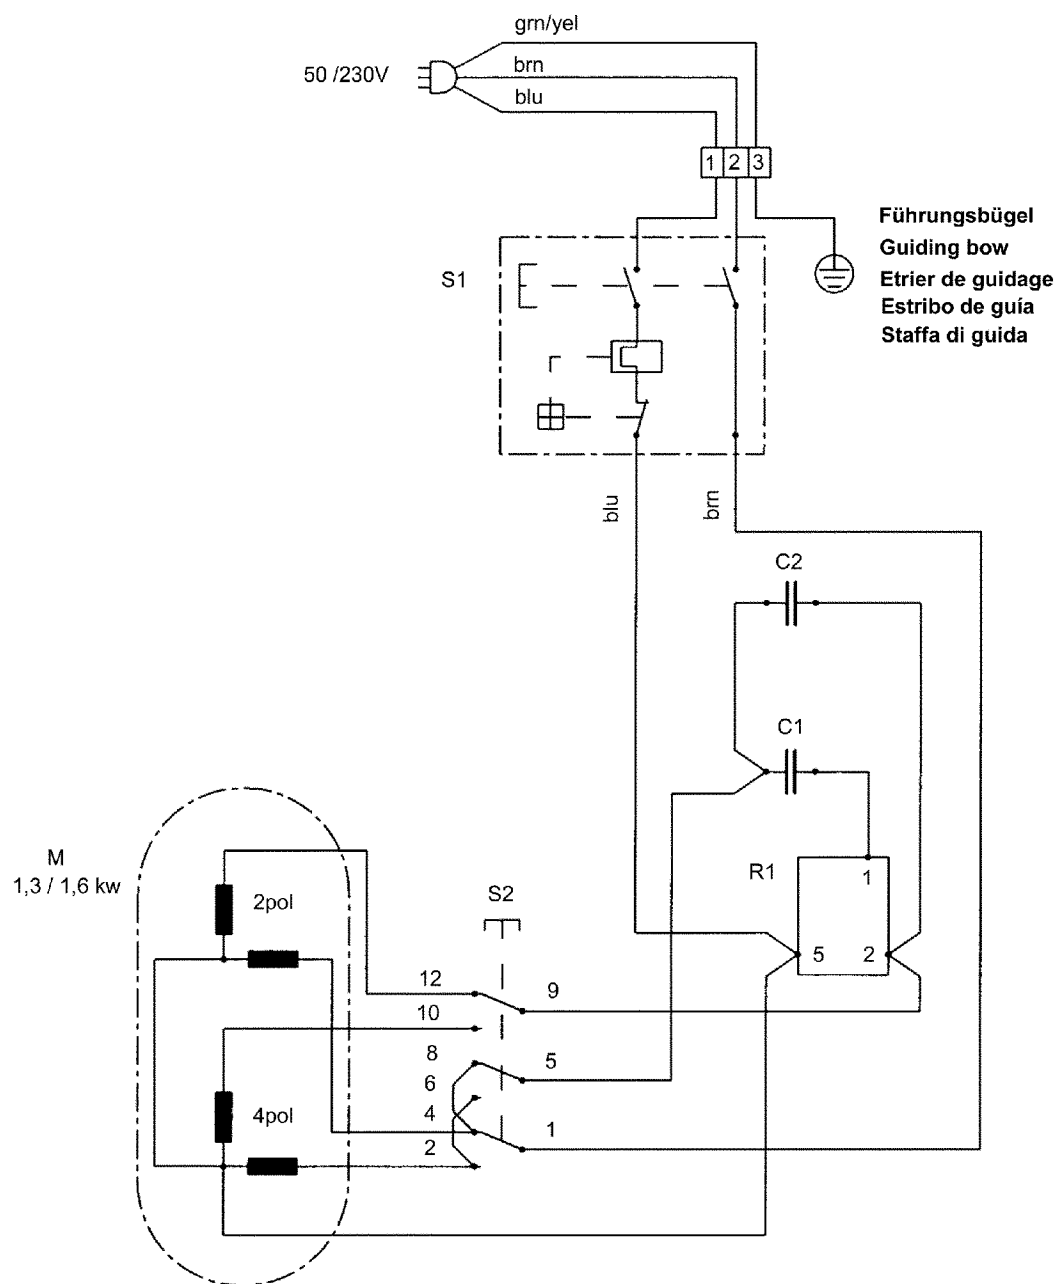 grn/yel
50 /230V
brn
blu
1 2 3
Führungsbügel
Guiding bow
Etrier de guidage
Estribo de guía
Staffa di guida
S1
blu
brn
C2
C1
M
1,3 / 1,6 kw
R1
1
2pol
S2
5
2
12
9
10
8
5
6
4
4pol
1
2